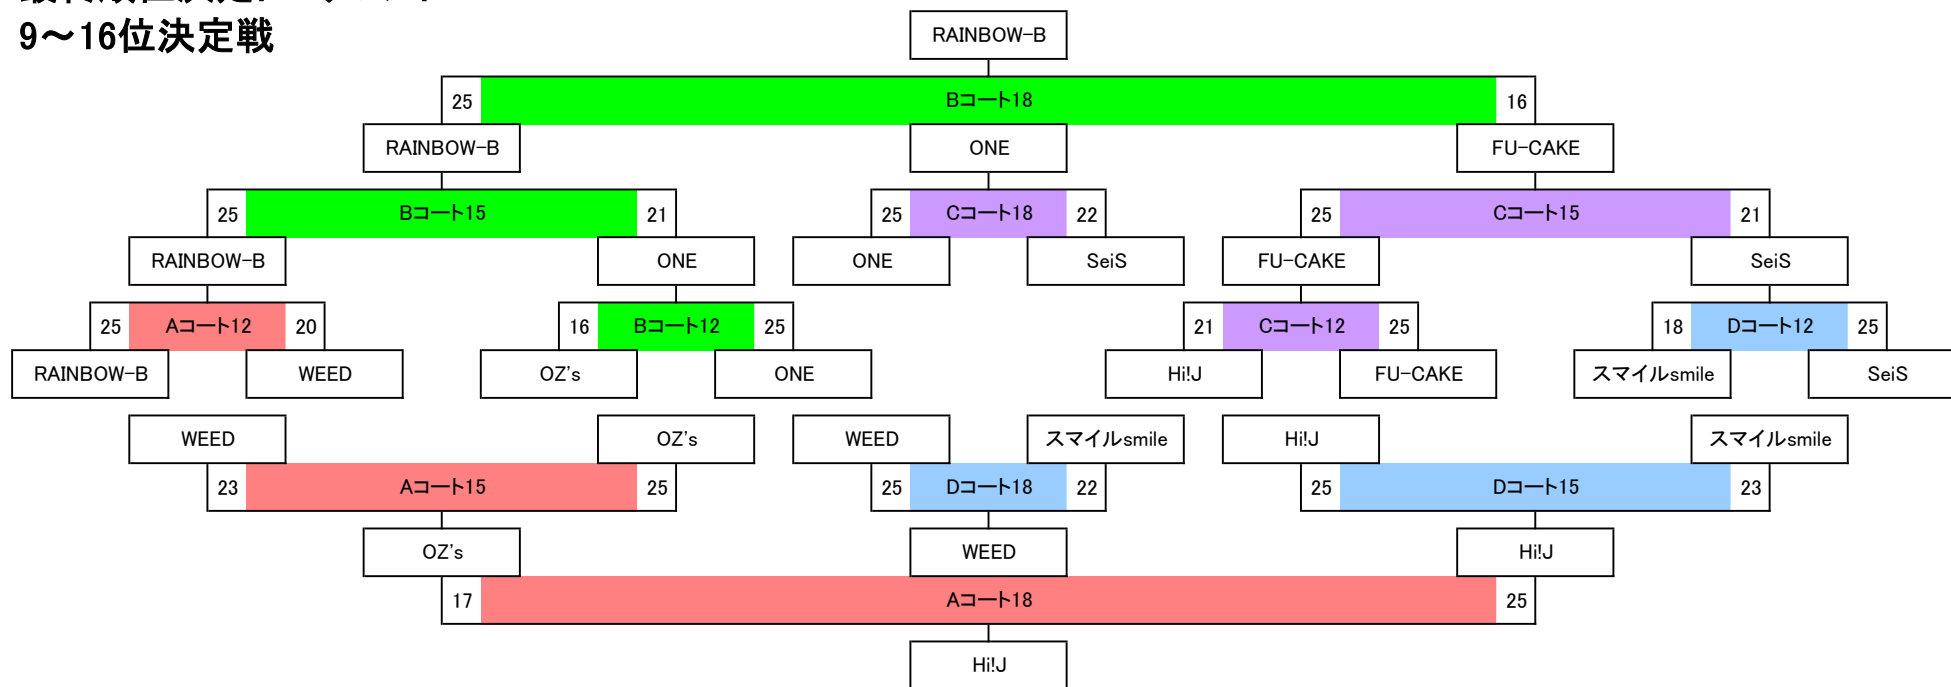 9～16位決定戦
RAINBOW-B
25 Bコート18 16
RAINBOW-B ONE FU-CAKE
25 Bコート15 21 25 Cコート18 22 25 Cコート15 21
RAINBOW-B ONE ONE SeiS FU-CAKE SeiS
25 Aコート12 20 16 Bコート12 25 21 Cコート12 25 18 Dコート12 25
RAINBOW-B WEED OZ's ONE Hi!J FU-CAKE スマイルsmile SeiS
WEED OZ's WEED スマイルsmile Hi!J スマイルsmile
23 Aコート15 25 25 Dコート18 22 25 Dコート15 23
OZ's WEED Hi!J
17 Aコート18 25
Hi!J